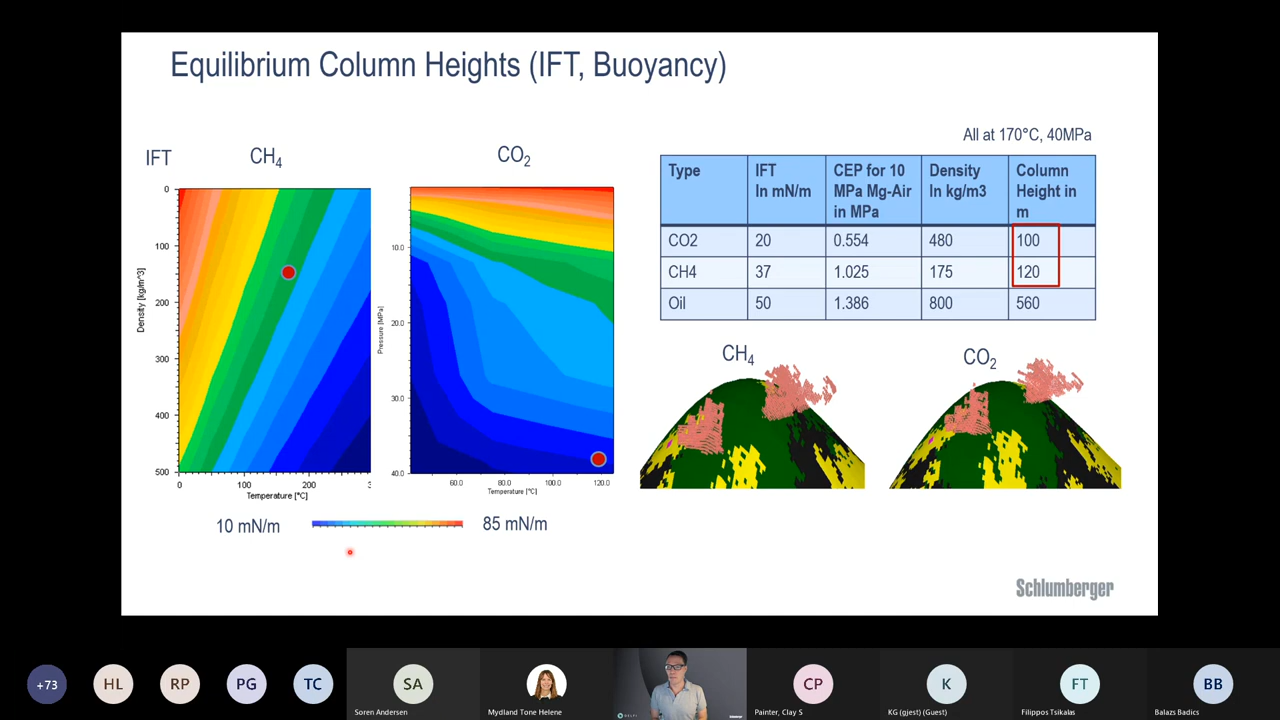 Equilibrium Column Heights (IFT, Buoyancy)
All at 170°C, 40MPa
IFT
CH4
CO2
0
100
200
300
400
500
Density [kg/m^3]
0
100
200
3
Temperature [°C]
10.0
20.0
30.0
40.0
Pressure [MPa]
60.0
80.0
100.0
120.0
Temperature [°C]
10 mN/m
85 mN/m
Type IFT In mN/m CEP for 10 MPa Mg-Air in MPa Density In kg/m3 Column Height in m
CO2 20 0.554 480 100
CH4 37 1.025 175 120
Oil 50 1.386 800 560
CH4
CO2
Schlumberger
+73
HL
RP
PG
TC
SA
CP
K
FT
BB
Soren Andersen
Mydland Tone Helene
Painter, Clay S
KG (gjest) (Guest)
Filippos Tsikalas
Balazs Badics